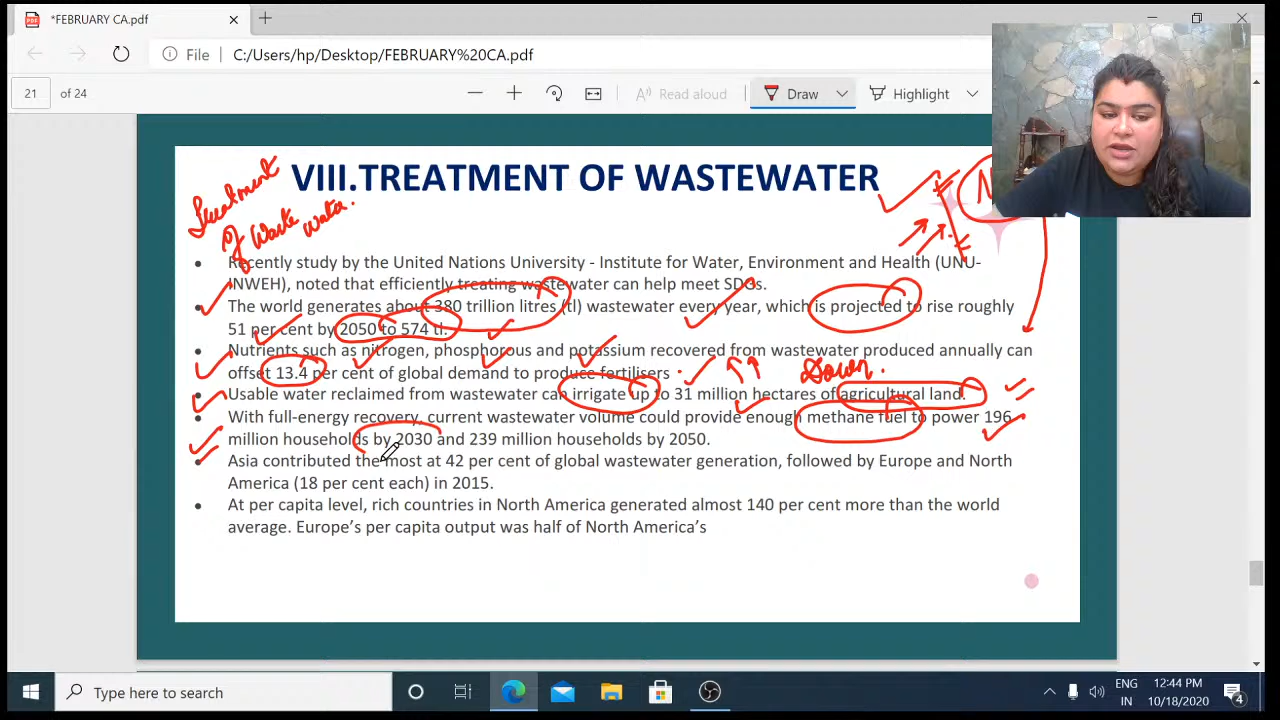 *FEBRUARY CA.pdf
File C:/Users/hp/Desktop/FEBRUARY%20CA.pdf
21 of 24 Read aloud Draw Highlight
VIII.TREATMENT OF WASTEWATER
Treatment
of Waste
water.
• Recently study by the United Nations University - Institute for Water, Environment and Health (UNU-
INWEH), noted that efficiently treating wastewater can help meet SDGs.
• The world generates about 380 trillion litres (tl) wastewater every year, which is projected to rise roughly
51 per cent by 2050 to 574 tl.
• Nutrients such as nitrogen, phosphorous and potassium recovered from wastewater produced annually can
offset 13.4 per cent of global demand to produce fertilisers
• Usable water reclaimed from wastewater can irrigate up to 31 million hectares of agricultural land.
• With full-energy recovery, current wastewater volume could provide enough methane fuel to power 196
million households by 2030 and 239 million households by 2050.
• Asia contributed the most at 42 per cent of global wastewater generation, followed by Europe and North
America (18 per cent each) in 2015.
• At per capita level, rich countries in North America generated almost 140 per cent more than the world
average. Europe’s per capita output was half of North America’s
Type here to search
ENG
IN
12:44 PM
10/18/2020
4